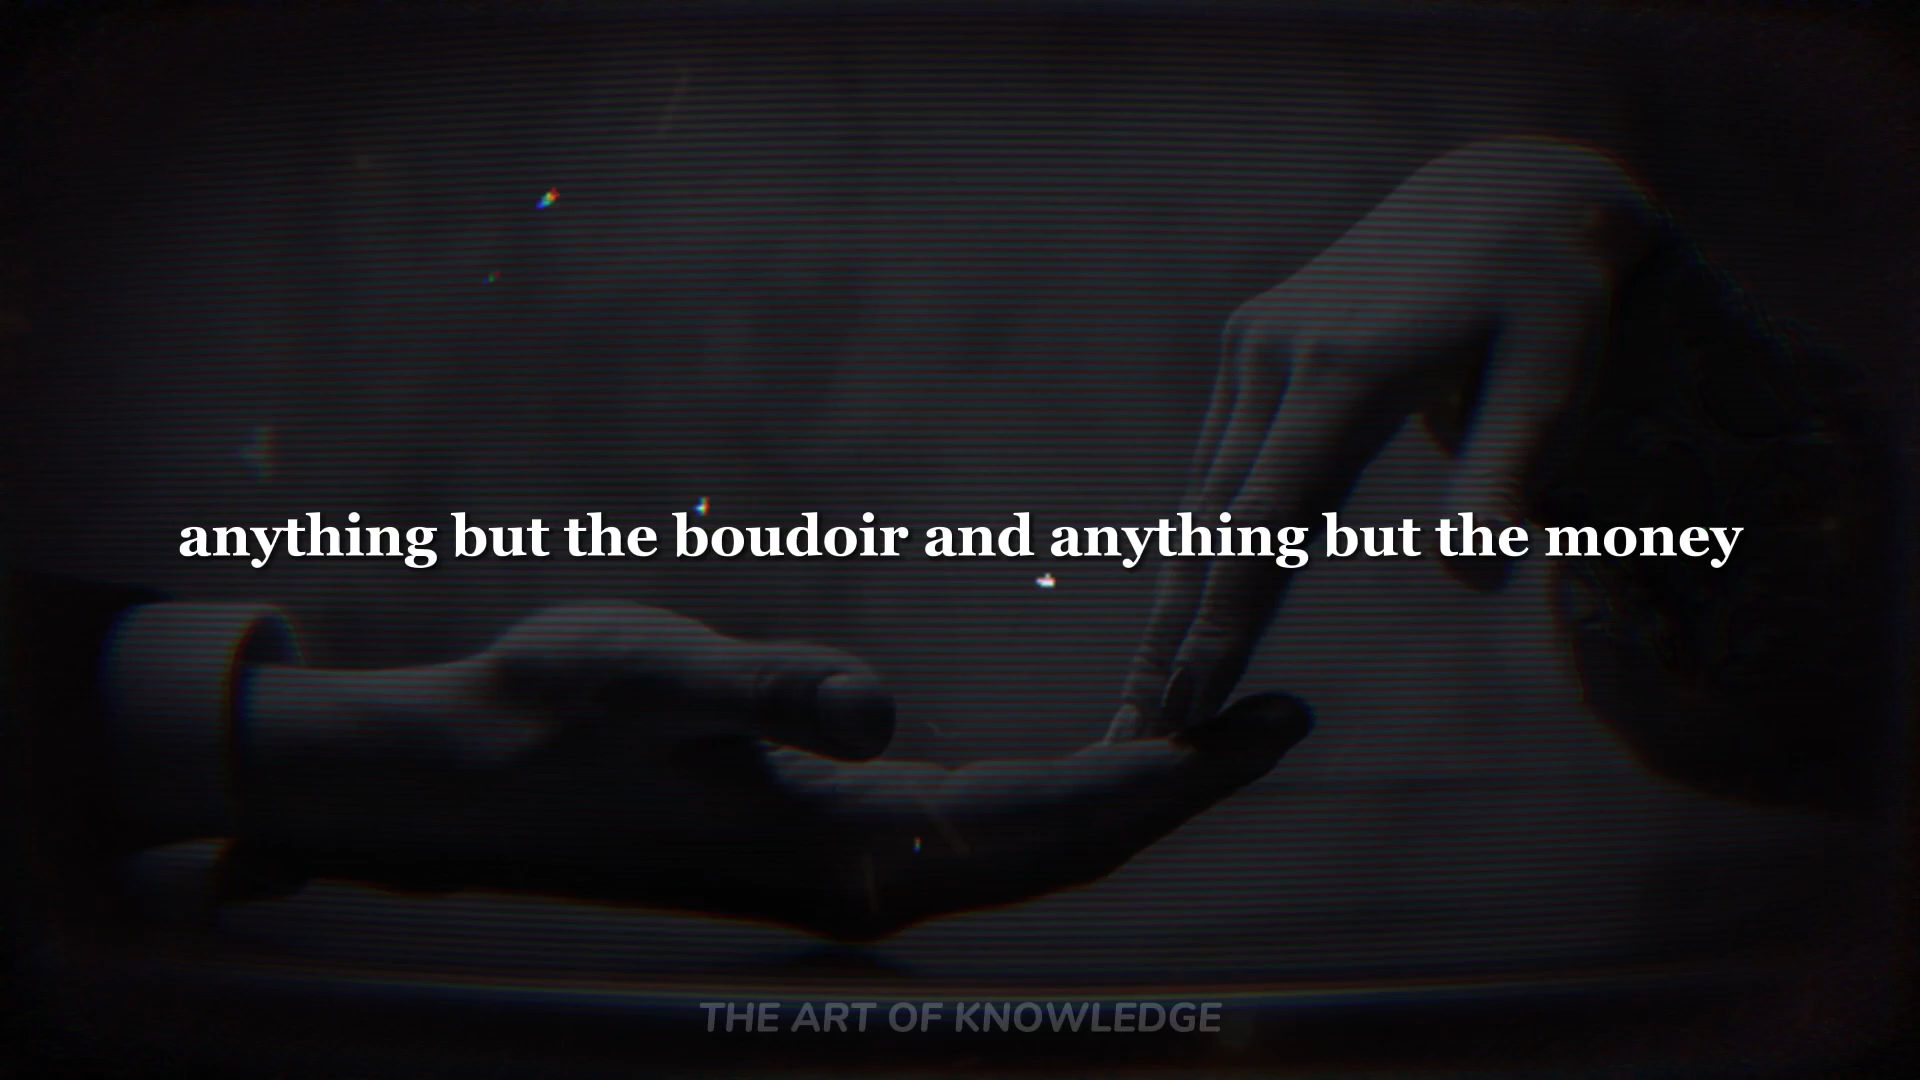 anything but the boudoir and anything but the money
THE ART OF KNOWLEDGE